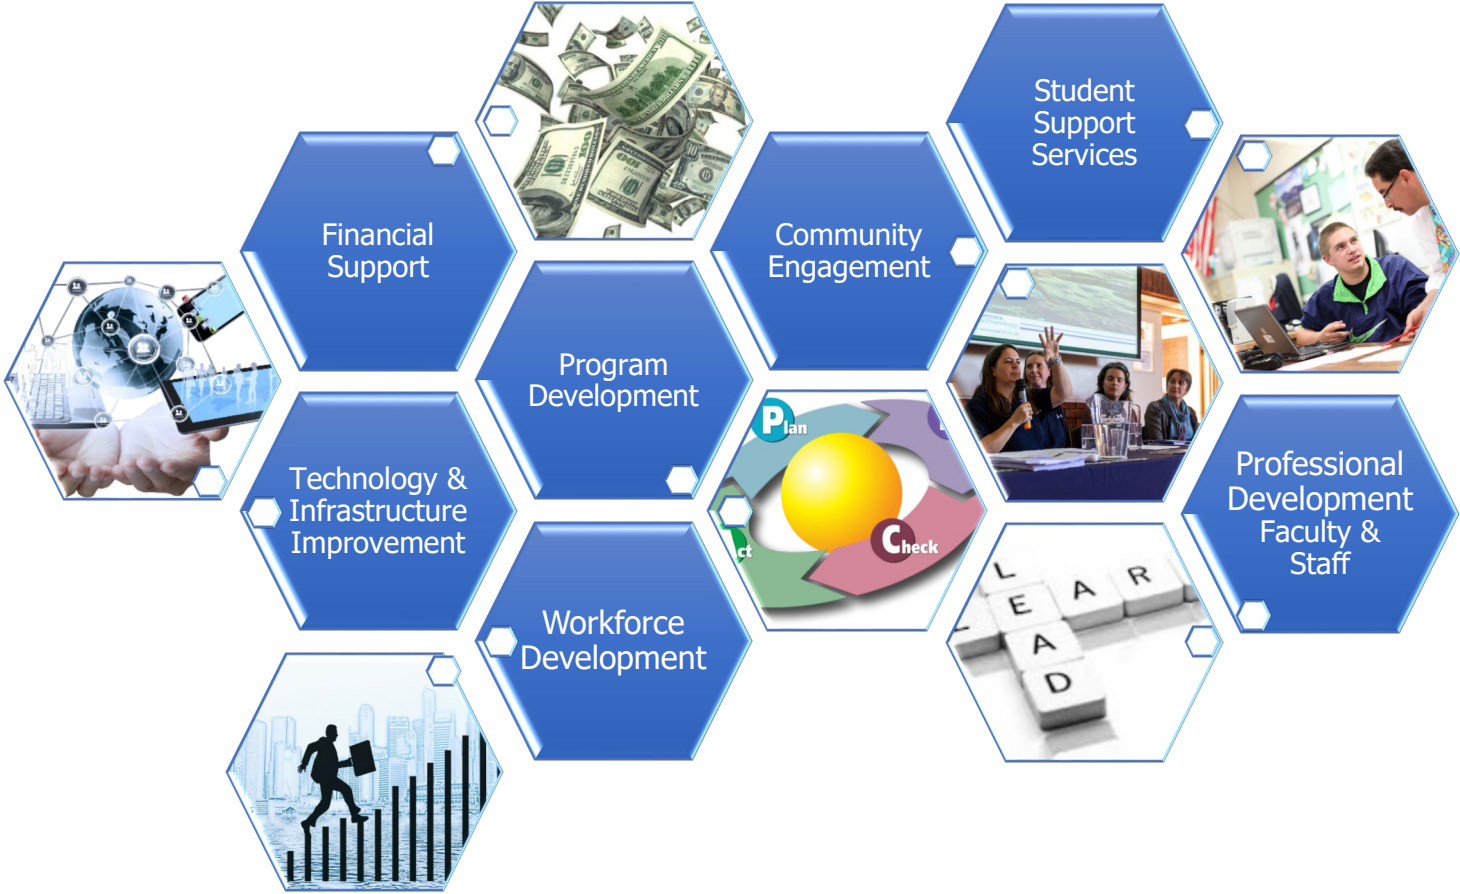 Student
Support
Services
Financial
Support
Community
Engagement
Program
Development
Technology &
Infrastructure
Improvement
Plan
Check
Professional
Development
Faculty &
Staff
Workforce
Development
L
E
A
D
A
R